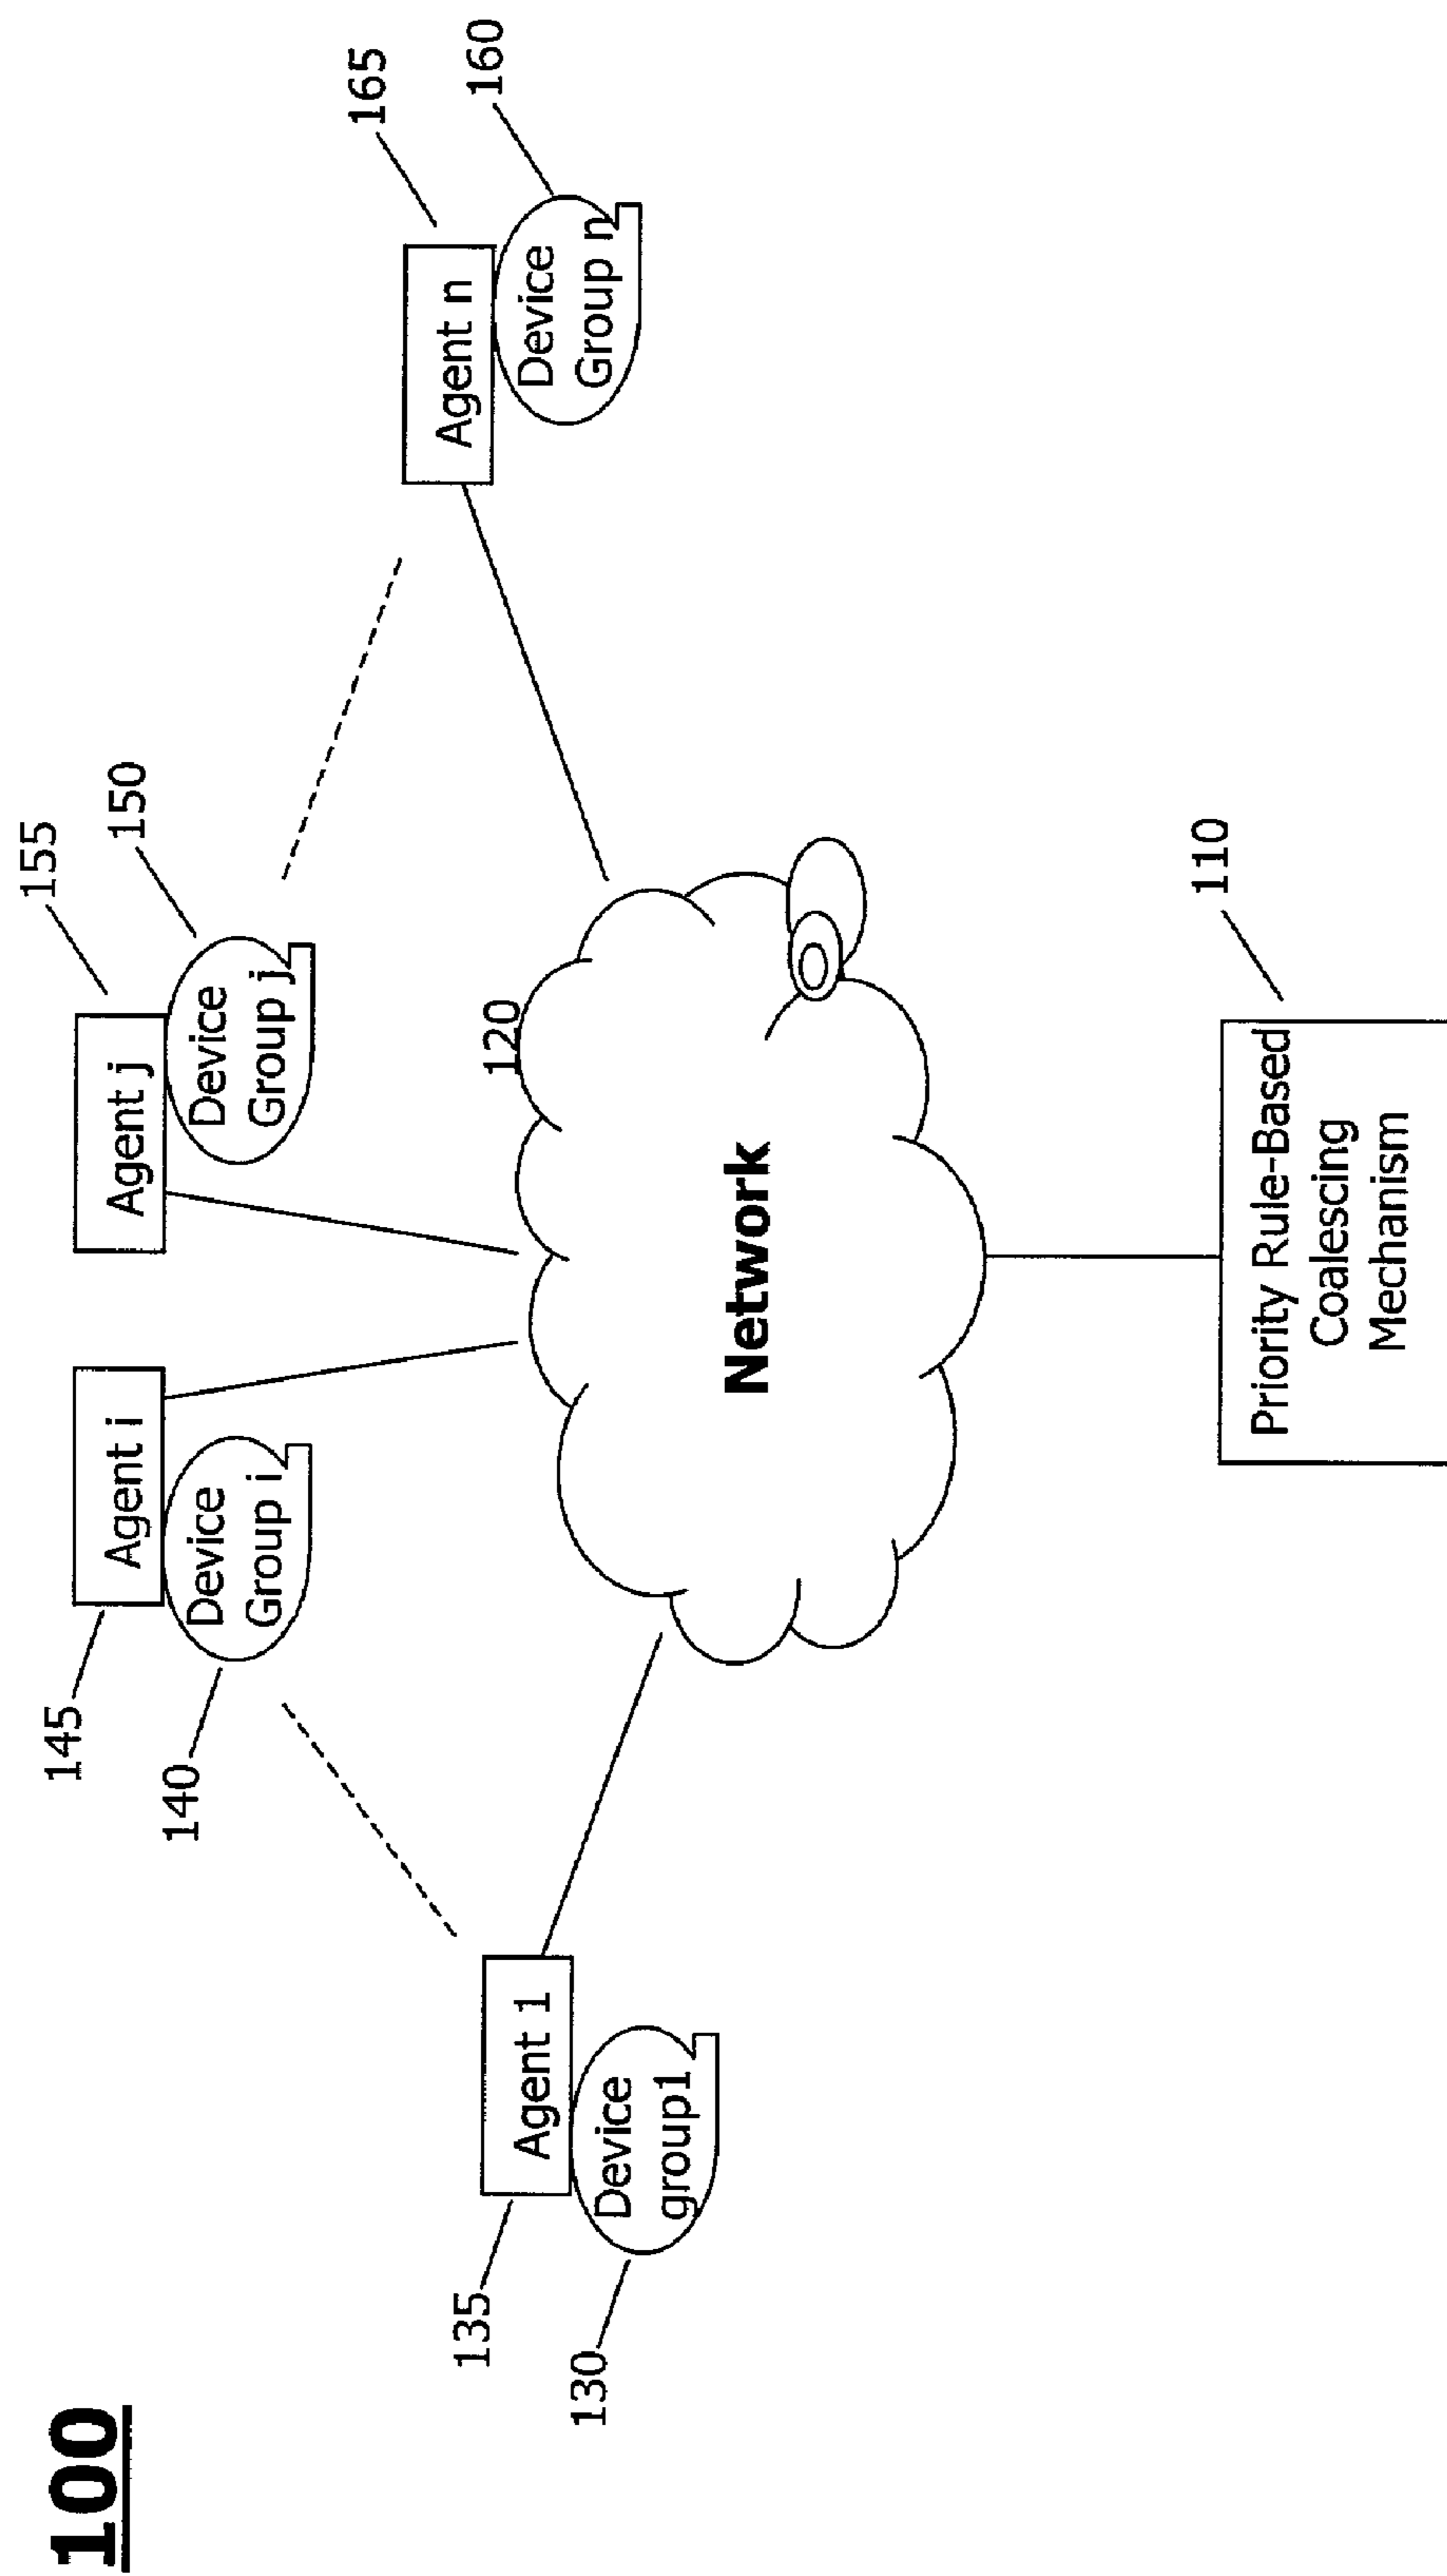 100
145
140
Agent i
Device
Group i
155
150
Agent j
Device
Group j
135
130
Agent 1
Device
group1
165
160
Agent n
Device
Group n
120
Network
110
Priority Rule-Based
Coalescing
Mechanism